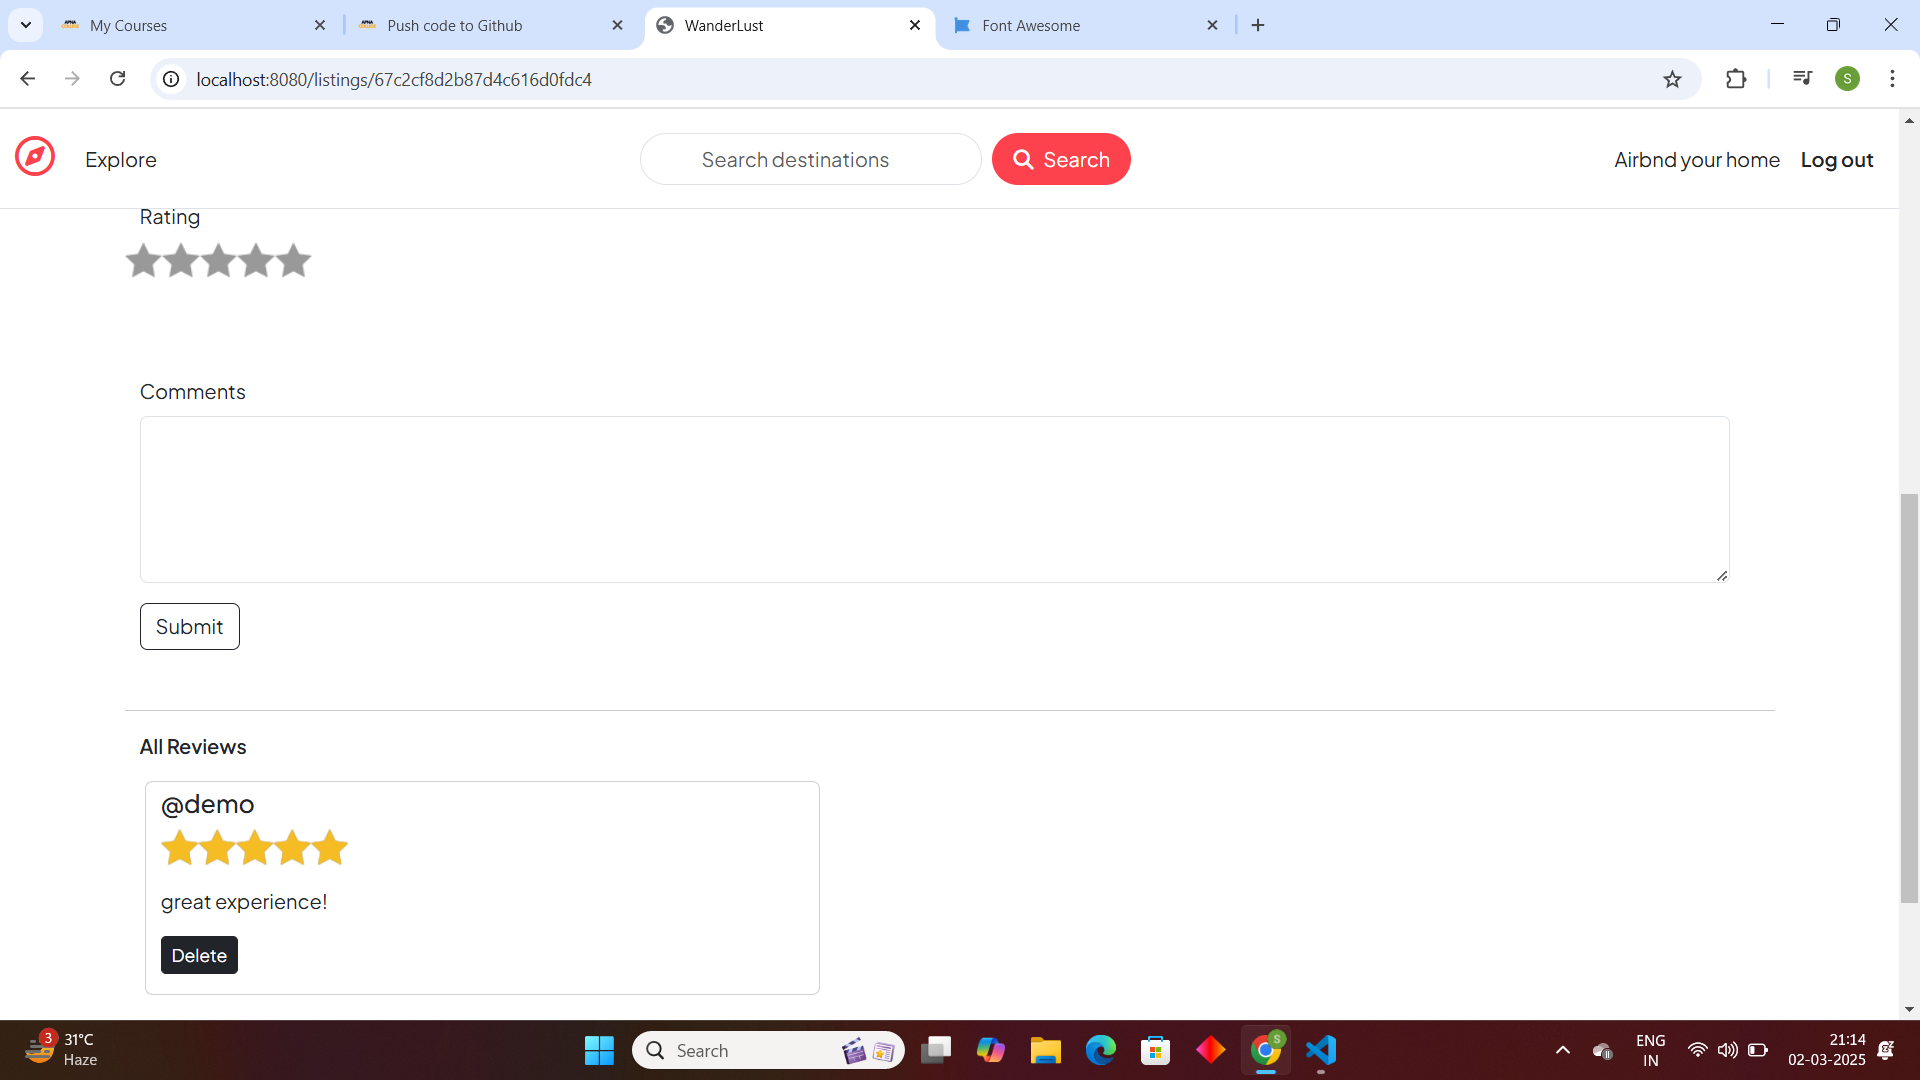 My Courses
Push code to Github
WanderLust
Font Awesome
localhost:8080/listings/67c2cf8d2b87d4c616d0fdc4
S
Explore
Search destinations
Search
Airbnd your home
Log out
Rating
Comments
Submit
All Reviews
@demo
great experience!
Delete
3
31°C
Haze
Search
S
ENG
IN
21:14
02-03-2025